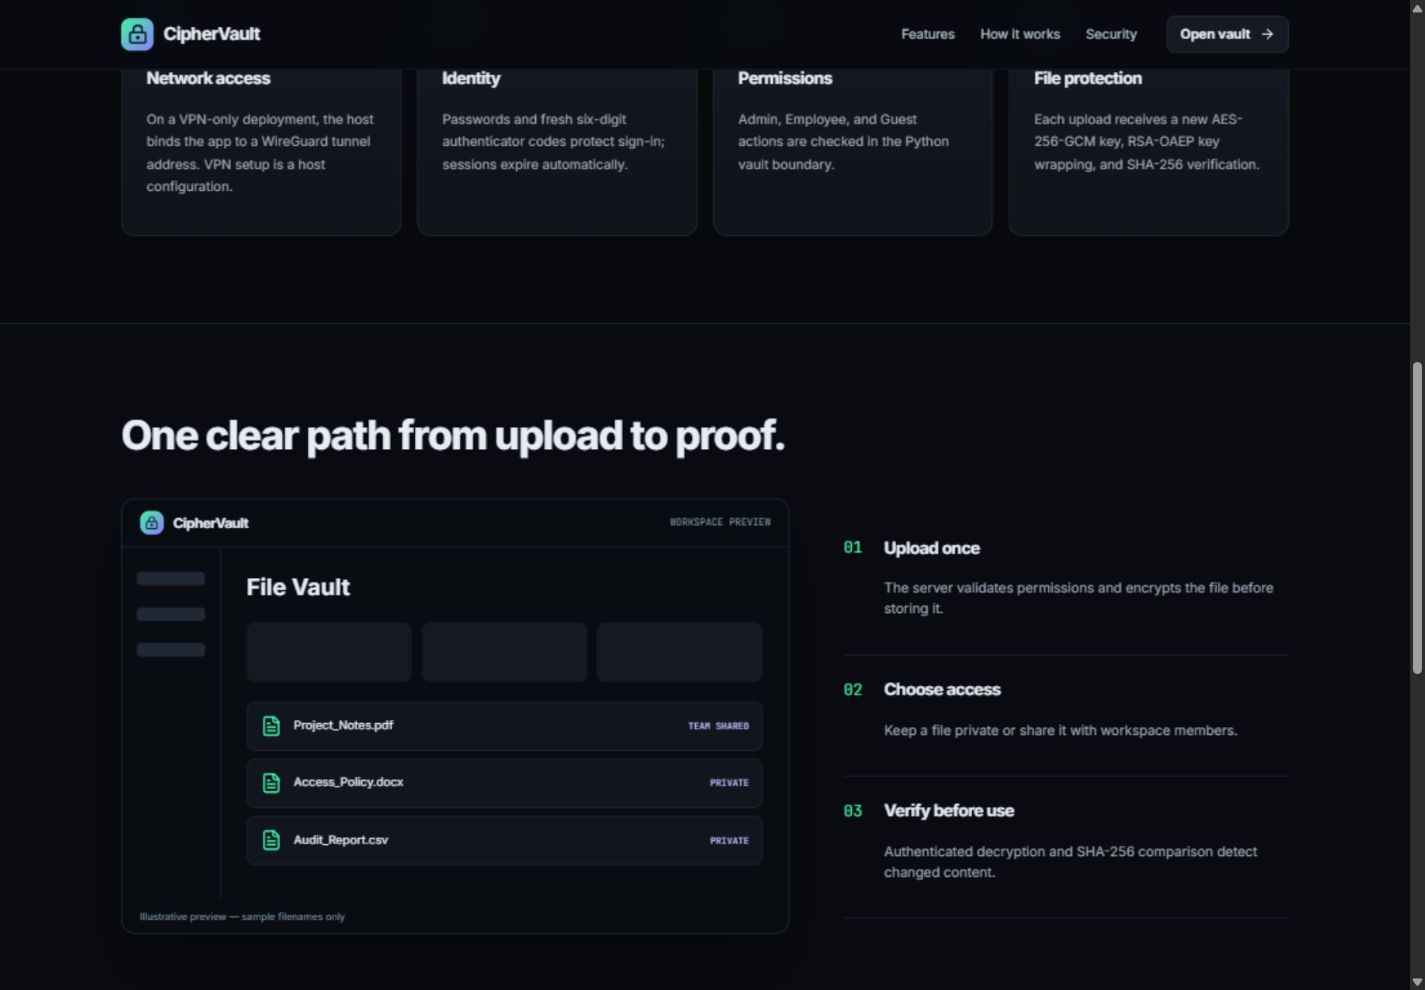 CipherVault
Features
How it works
Security
Open vault
Network access
On a VPN-only deployment, the host
binds the app to a WireGuard tunnel
address. VPN setup is a host
configuration.
Identity
Passwords and fresh six-digit
authenticator codes protect sign-in;
sessions expire automatically.
Permissions
Admin, Employee, and Guest
actions are checked in the Python
vault boundary.
File protection
Each upload receives a new AES-
256-GCM key, RSA-OAEP key
wrapping, and SHA-256 verification.
One clear path from upload to proof.
CipherVault
WORKSPACE PREVIEW
File Vault
Project_Notes.pdf
TEAM SHARED
Access_Policy.docx
PRIVATE
Audit_Report.csv
PRIVATE
Illustrative preview — sample filenames only
01 Upload once
The server validates permissions and encrypts the file before
storing it.
02 Choose access
Keep a file private or share it with workspace members.
03 Verify before use
Authenticated decryption and SHA-256 comparison detect
changed content.